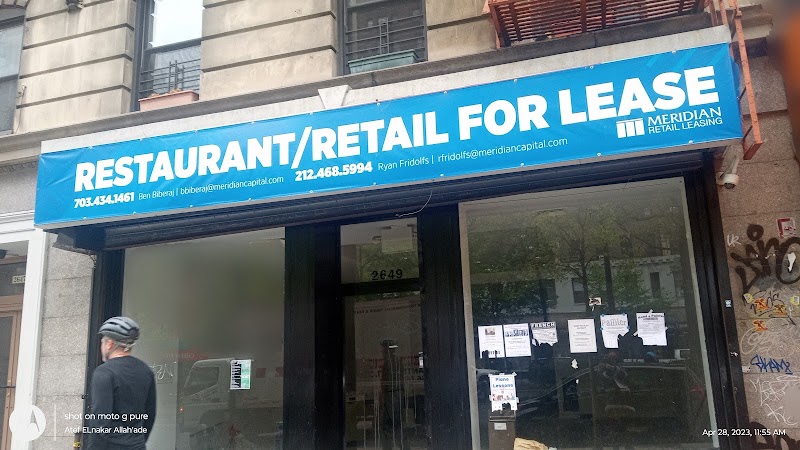 RESTAURANT/RETAIL FOR LEASE
MERIDIAN
RETAIL LEASING
703.434.1461 Ben Biberaj | bbiberaj@meridiancapital.com 212.468.5994 Ryan Fridolfs | rfridolfs@meridiancapital.com
2649
FRENCH
Painter
Piano
Lessons
shot on moto g pure
Atef ELnakar Allah'ade
Apr 28, 2023, 11:55 AM